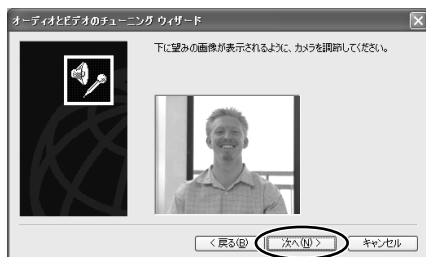 オーディオとビデオのチューニング ウィザード
下に望みの画像が表示されるように、カメラを調節してください。
< 戻る(B)
次へ(N) >
キャンセル